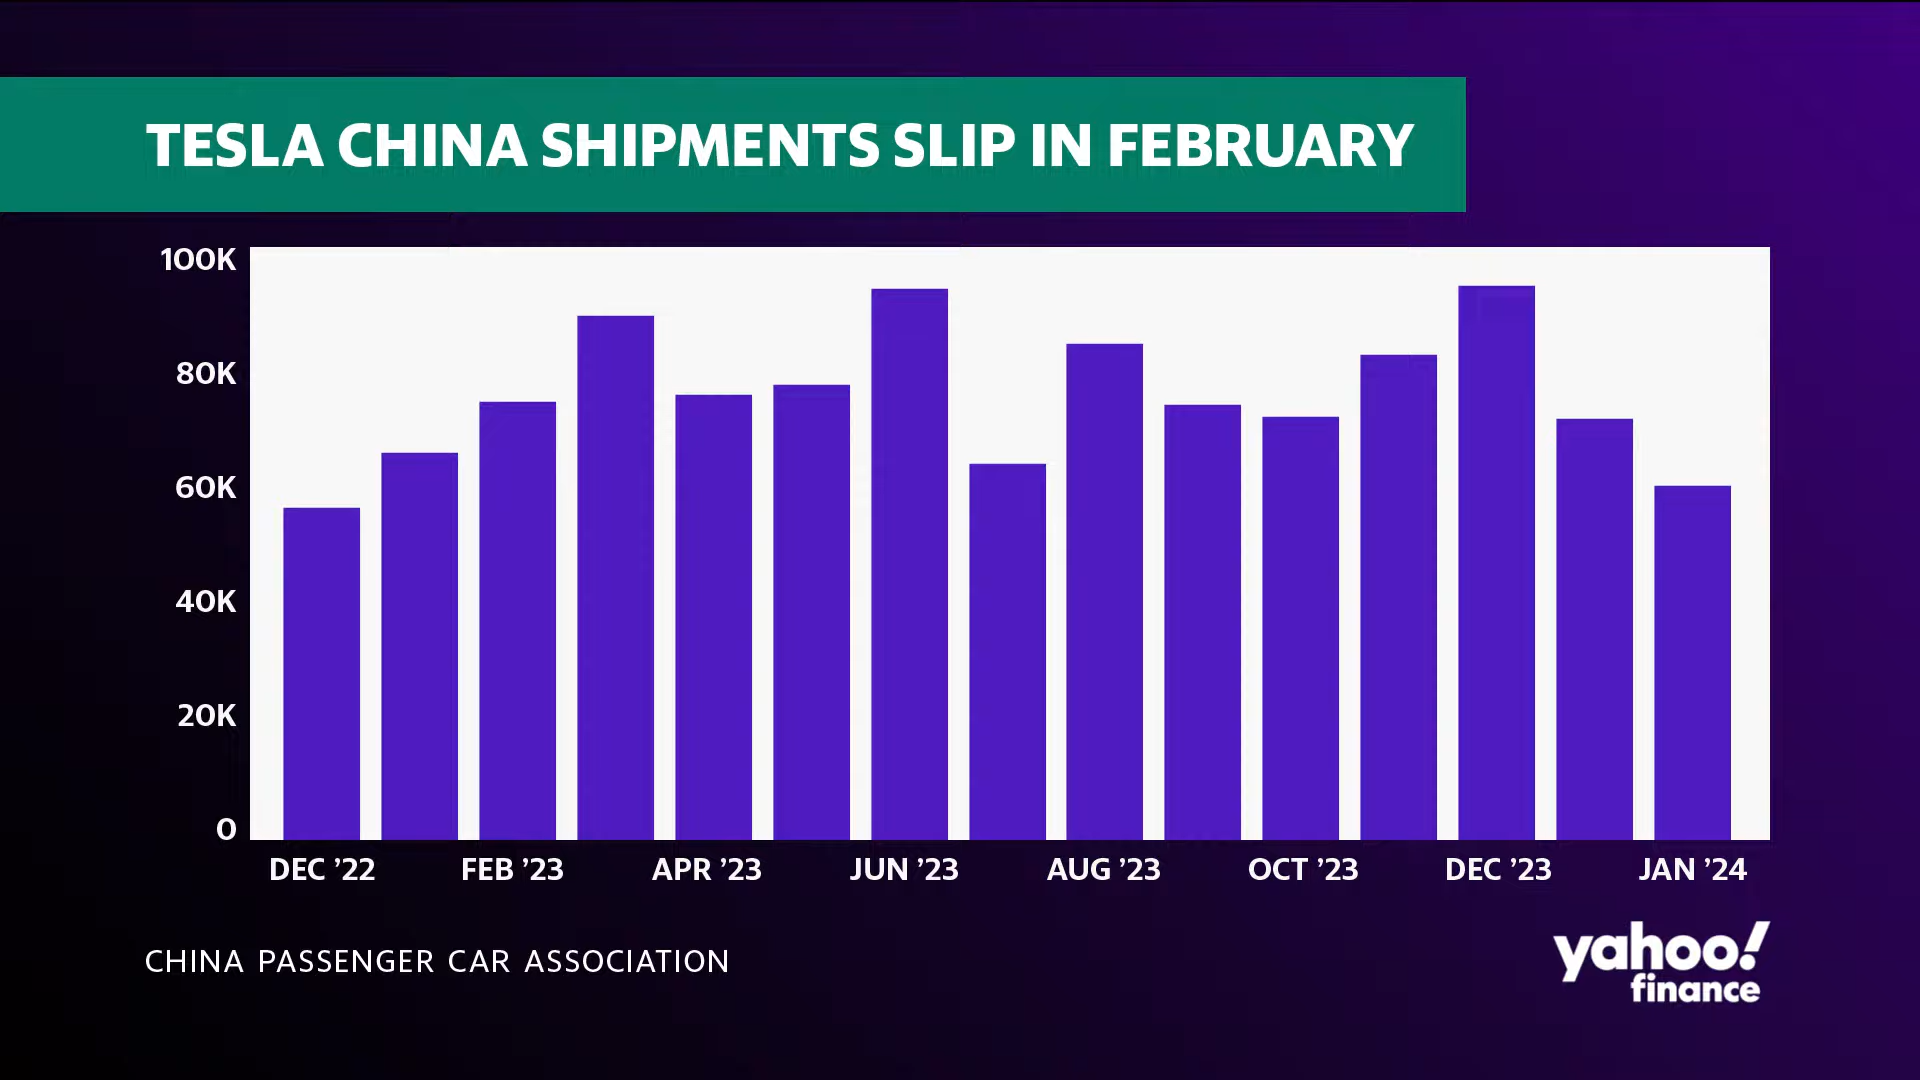 TESLA CHINA SHIPMENTS SLIP IN FEBRUARY
100K
80K
60K
40K
20K
0
DEC ’22 FEB ’23 APR ’23 JUN ’23 AUG ’23 OCT ’23 DEC ’23 JAN ’24
CHINA PASSENGER CAR ASSOCIATION
yahoo!
finance